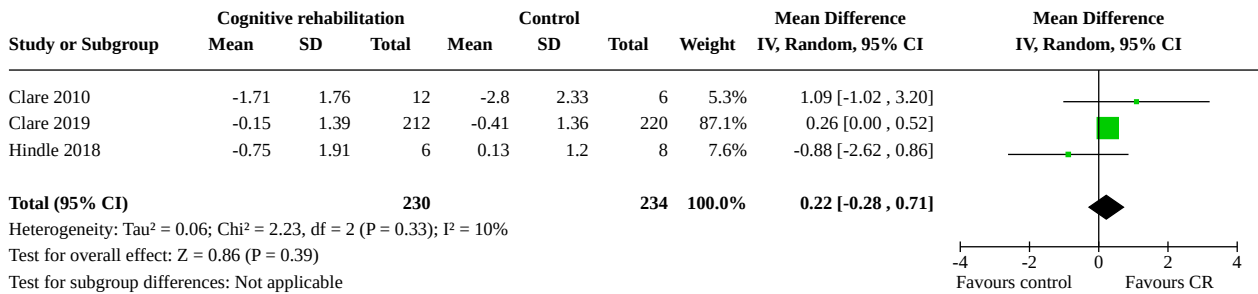 Cognitive rehabilitation Control Mean Difference Mean Difference
Study or Subgroup Mean SD Total Mean SD Total Weight IV, Random, 95% CI IV, Random, 95% CI
Clare 2010 -1.71 1.76 12 -2.8 2.33 6 5.3% 1.09 [-1.02 , 3.20]
Clare 2019 -0.15 1.39 212 -0.41 1.36 220 87.1% 0.26 [0.00 , 0.52]
Hindle 2018 -0.75 1.91 6 0.13 1.2 8 7.6% -0.88 [-2.62 , 0.86]
Total (95% CI) 230 234 100.0% 0.22 [-0.28 , 0.71]
Heterogeneity: Tau² = 0.06; Chi² = 2.23, df = 2 (P = 0.33); I² = 10%
Test for overall effect: Z = 0.86 (P = 0.39)
-4 -2 0 2 4
Test for subgroup differences: Not applicable Favours control Favours CR